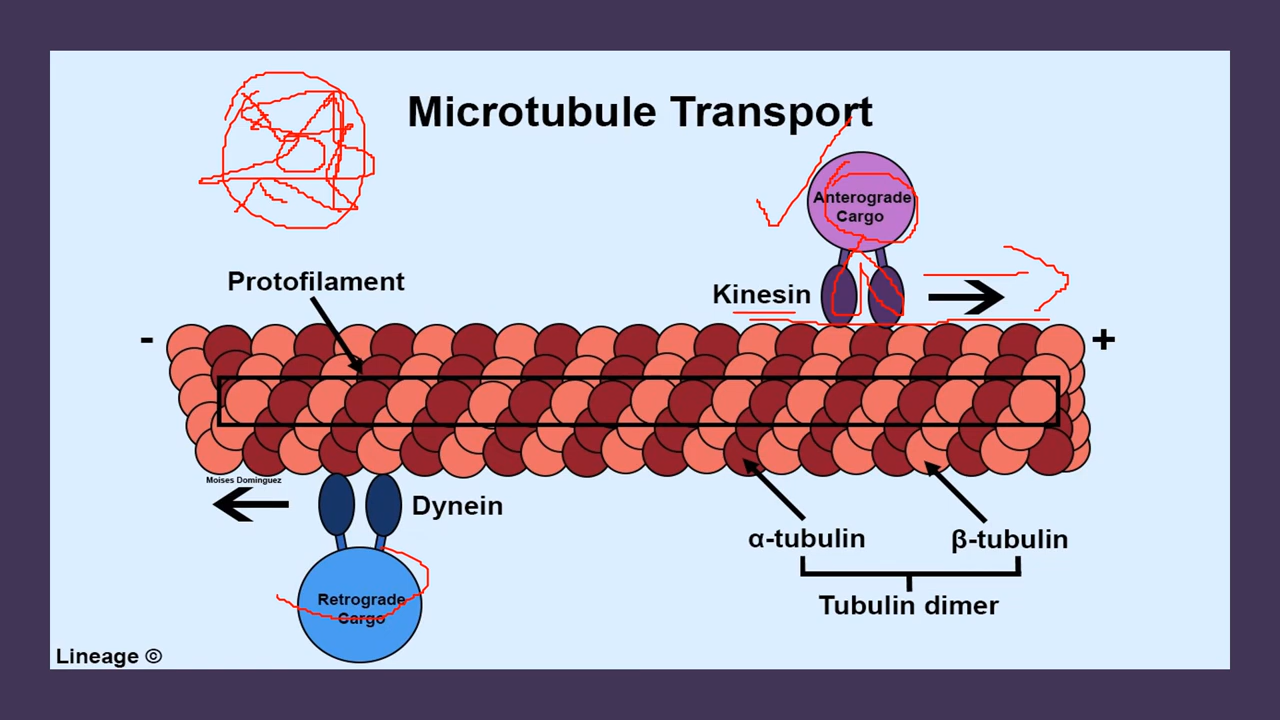 Microtubule Transport
Anterograde
Cargo
Protofilament
Kinesin
-
+
Moises Dominguez
Dynein
α-tubulin
β-tubulin
Retrograde
Cargo
Tubulin dimer
Lineage ©